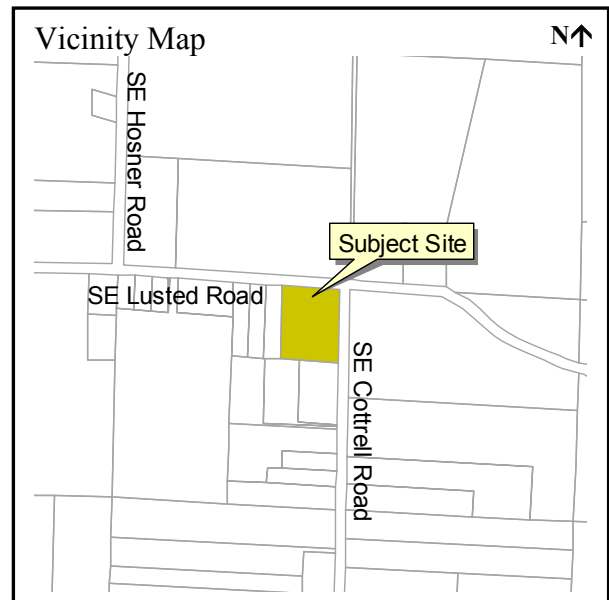 Vicinity Map
N↑
SE Hosner Road
Subject Site
SE Lusted Road
SE Cottrell Road